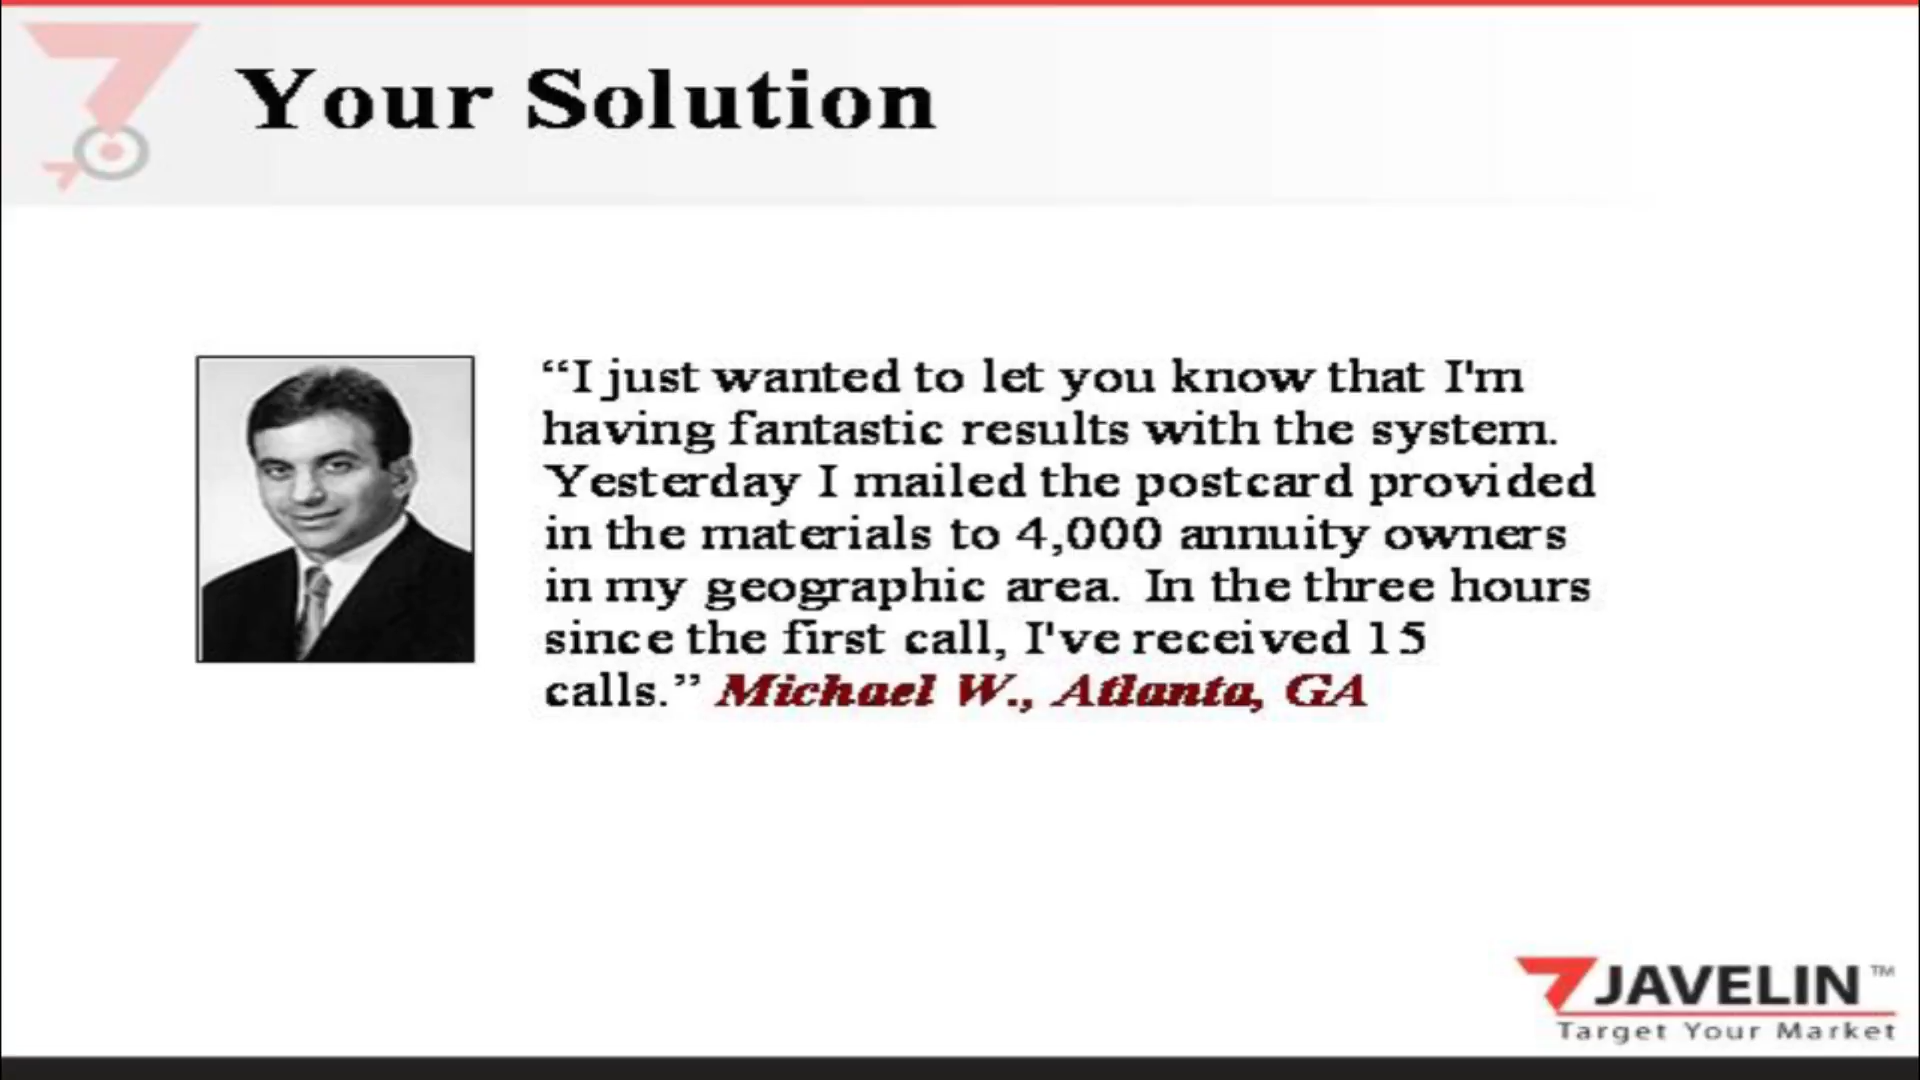 Your Solution
“I just wanted to let you know that I'm
having fantastic results with the system.
Yesterday I mailed the postcard provided
in the materials to 4,000 annuity owners
in my geographic area. In the three hours
since the first call, I've received 15
calls.” Michael W., Atlanta, GA
JAVELIN™
Target Your Market